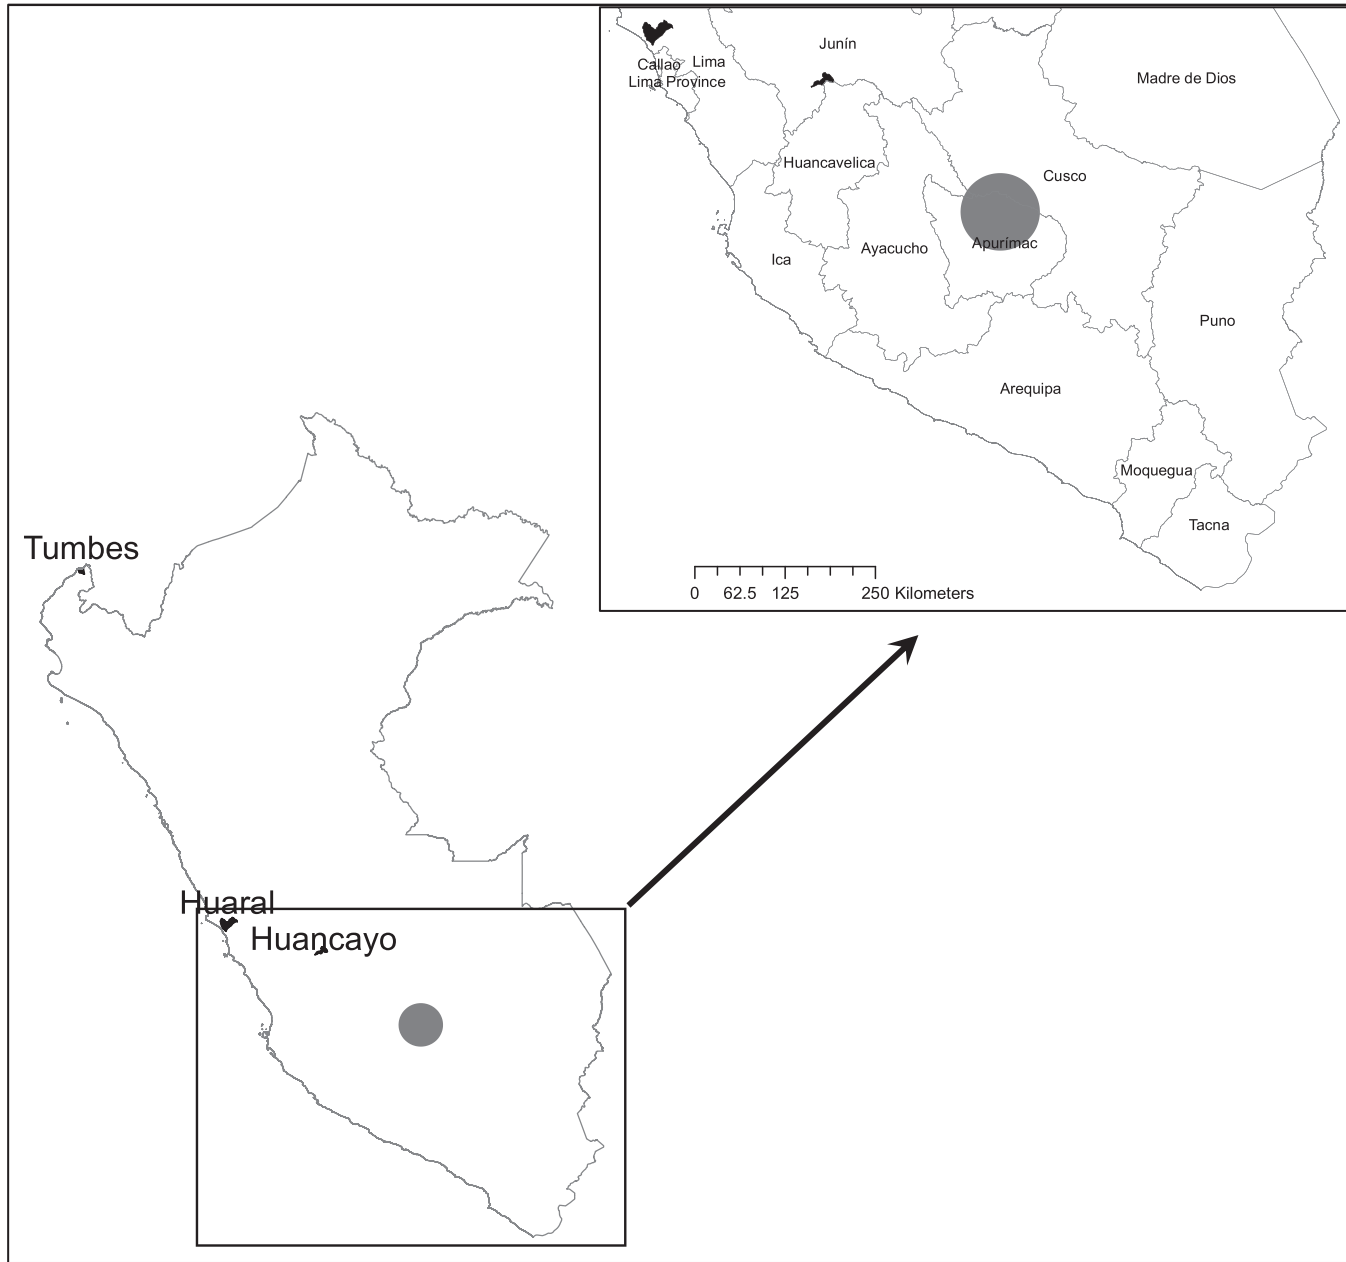 Junín
Callao
Lima
Lima Province
Madre de Dios
Huancavelica
Cusco
Ayacucho
Apurímac
Ica
Puno
Arequipa
Moquegua
Tacna
0 62.5 125 250 Kilometers
Tumbes
Huaral
Huancayo